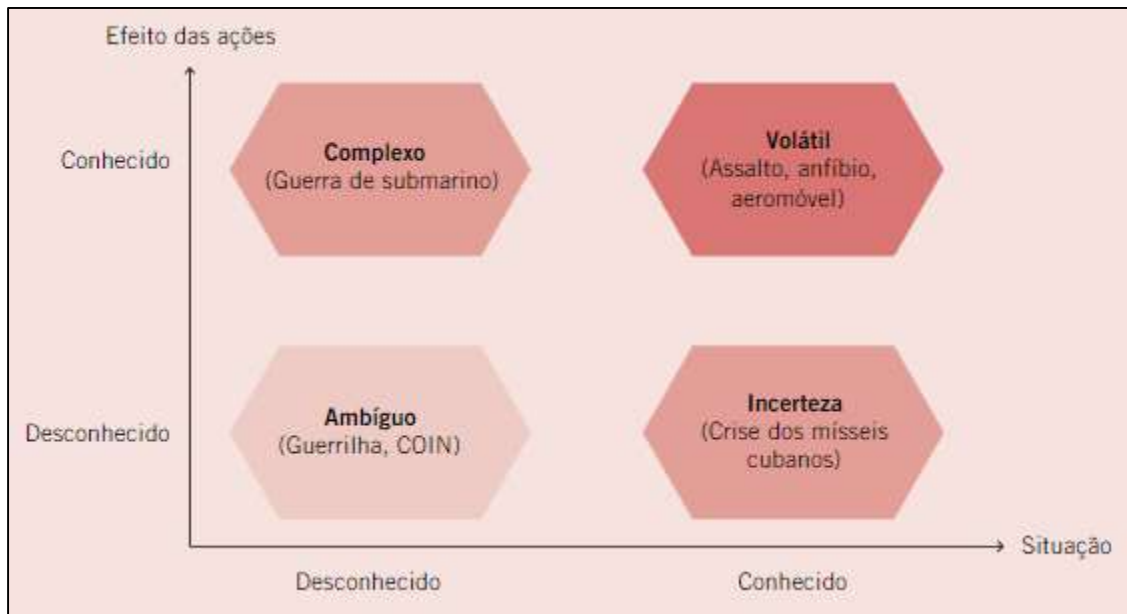 Efeito das ações
Conhecido
Complexo
(Guerra de submarino)
Volátil
(Assalto, anfíbio,
aeromóvel)
Desconhecido
Ambíguo
(Guerrilha, COIN)
Incerteza
(Crise dos mísseis
cubanos)
Situação
Desconhecido
Conhecido